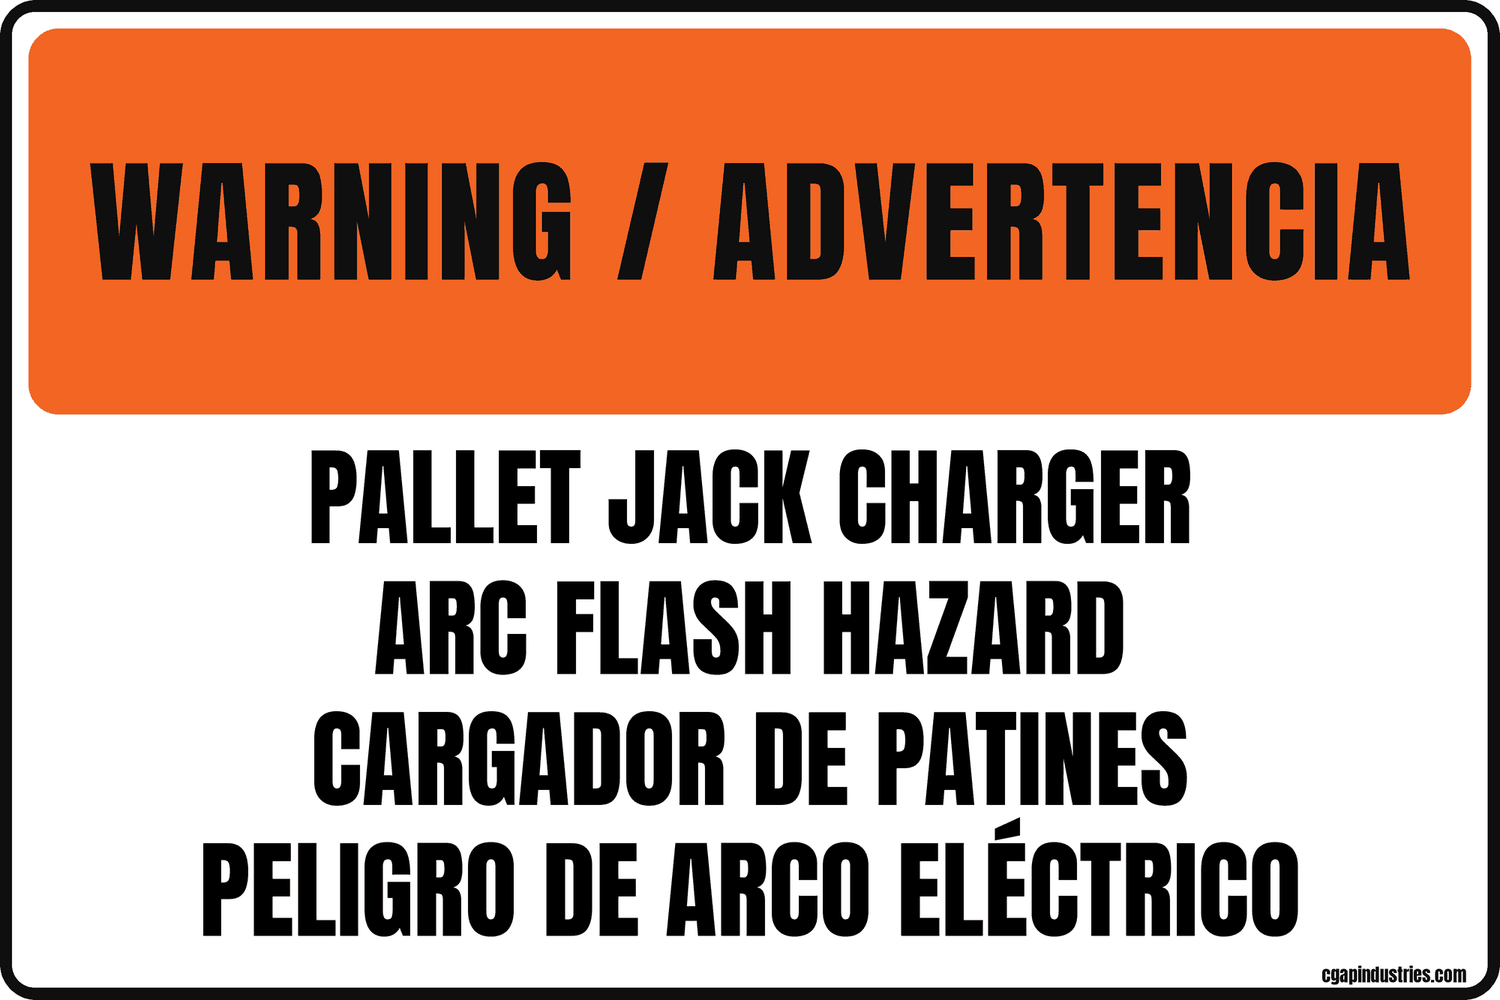 WARNING / ADVERTENCIA
PALLET JACK CHARGER
ARC FLASH HAZARD
CARGADOR DE PATINES
PELIGRO DE ARCO ELÉCTRICO
cgapindustries.com